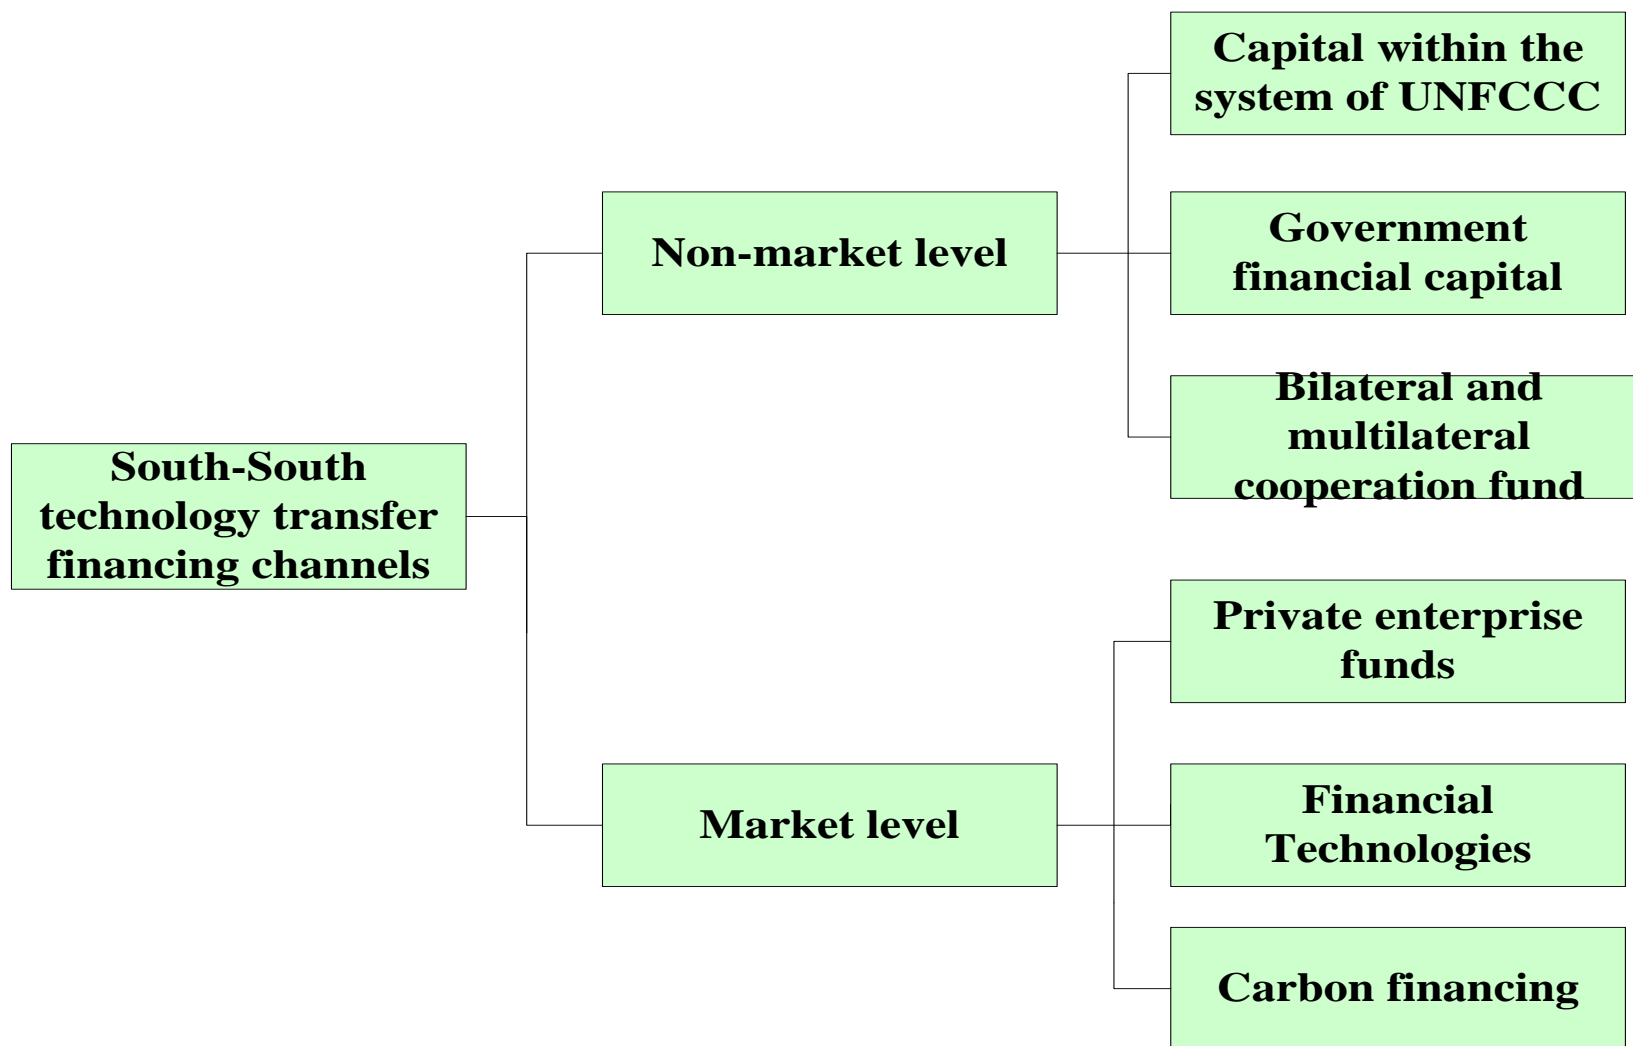 Capital within the
system of UNFCCC
Non-market level
Government
financial capital
Bilateral and
multilateral
cooperation fund
South-South
technology transfer
financing channels
Private enterprise
funds
Market level
Financial
Technologies
Carbon financing